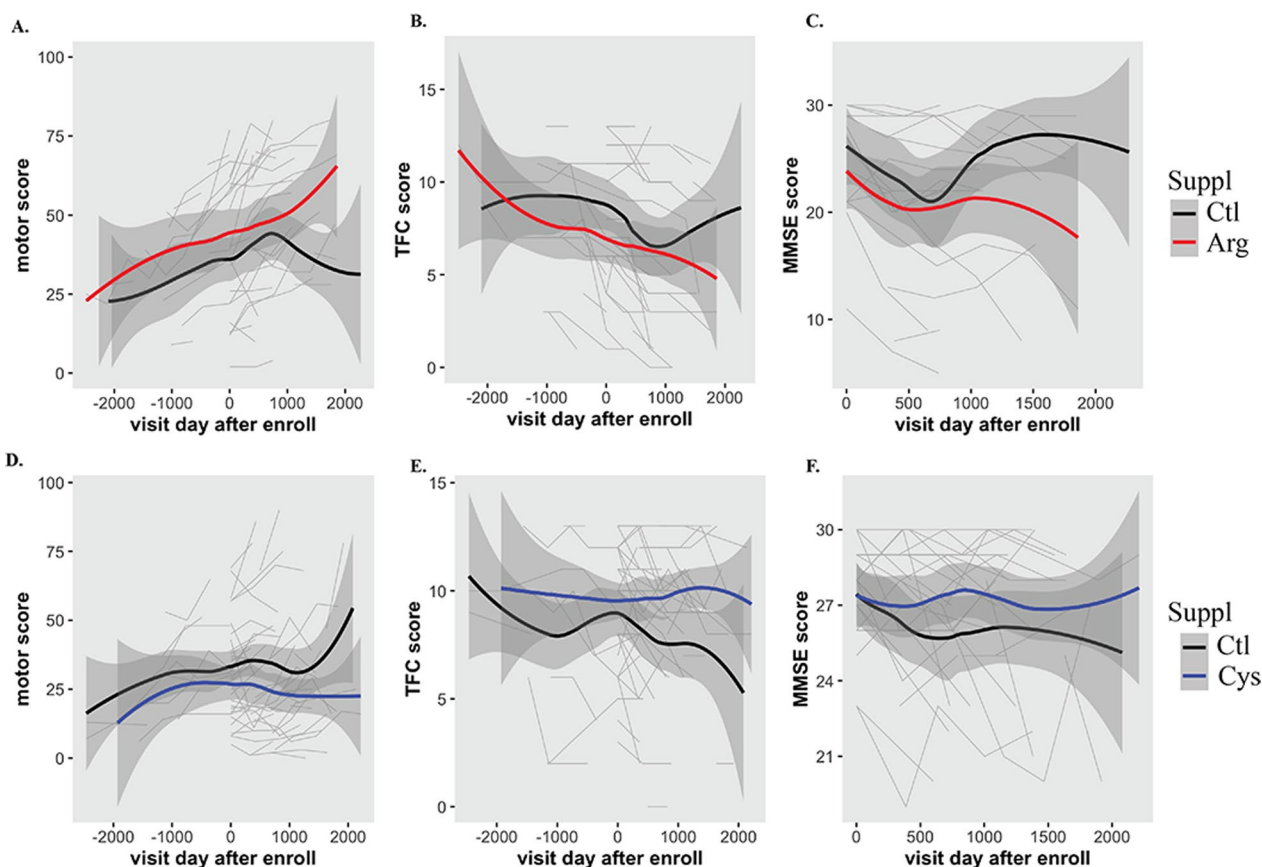 A.
motor score
100
75
50
25
0
-2000 -1000 0 1000 2000
visit day after enroll
B.
TFC score
15
10
5
0
-2000 -1000 0 1000 2000
visit day after enroll
C.
MMSE score
30
20
10
0 500 1000 1500 2000
visit day after enroll
Suppl
Ctl
Arg
D.
motor score
100
75
50
25
0
-2000 -1000 0 1000 2000
visit day after enroll
E.
TFC score
15
10
5
0
-2000 -1000 0 1000 2000
visit day after enroll
F.
MMSE score
30
27
24
21
0 500 1000 1500 2000
visit day after enroll
Suppl
Ctl
Cys